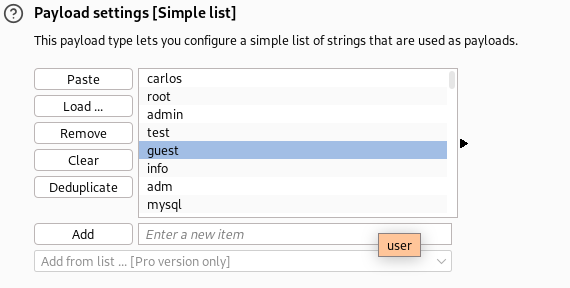 Payload settings [Simple list]
This payload type lets you configure a simple list of strings that are used as payloads.
Paste
Load ...
Remove
Clear
Deduplicate
carlos
root
admin
test
guest
info
adm
mysql
Add
Enter a new item
user
Add from list ... [Pro version only]